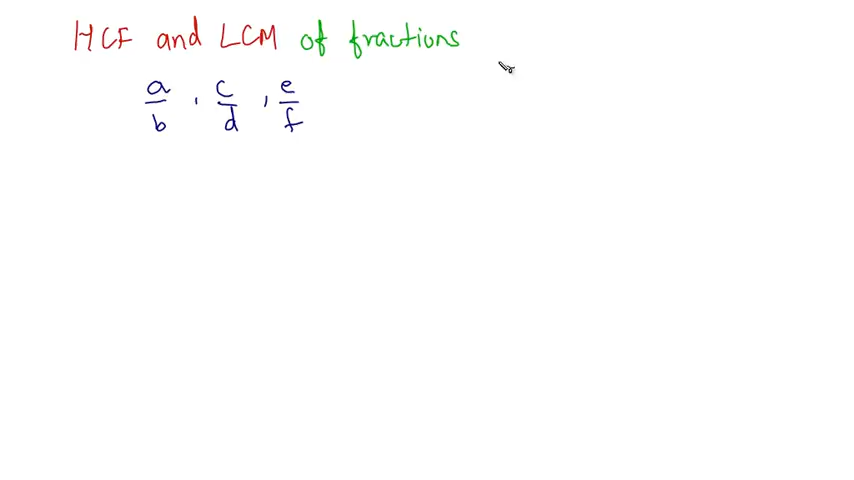 HCF and LCM of fractions
a/b, c/d, e/f